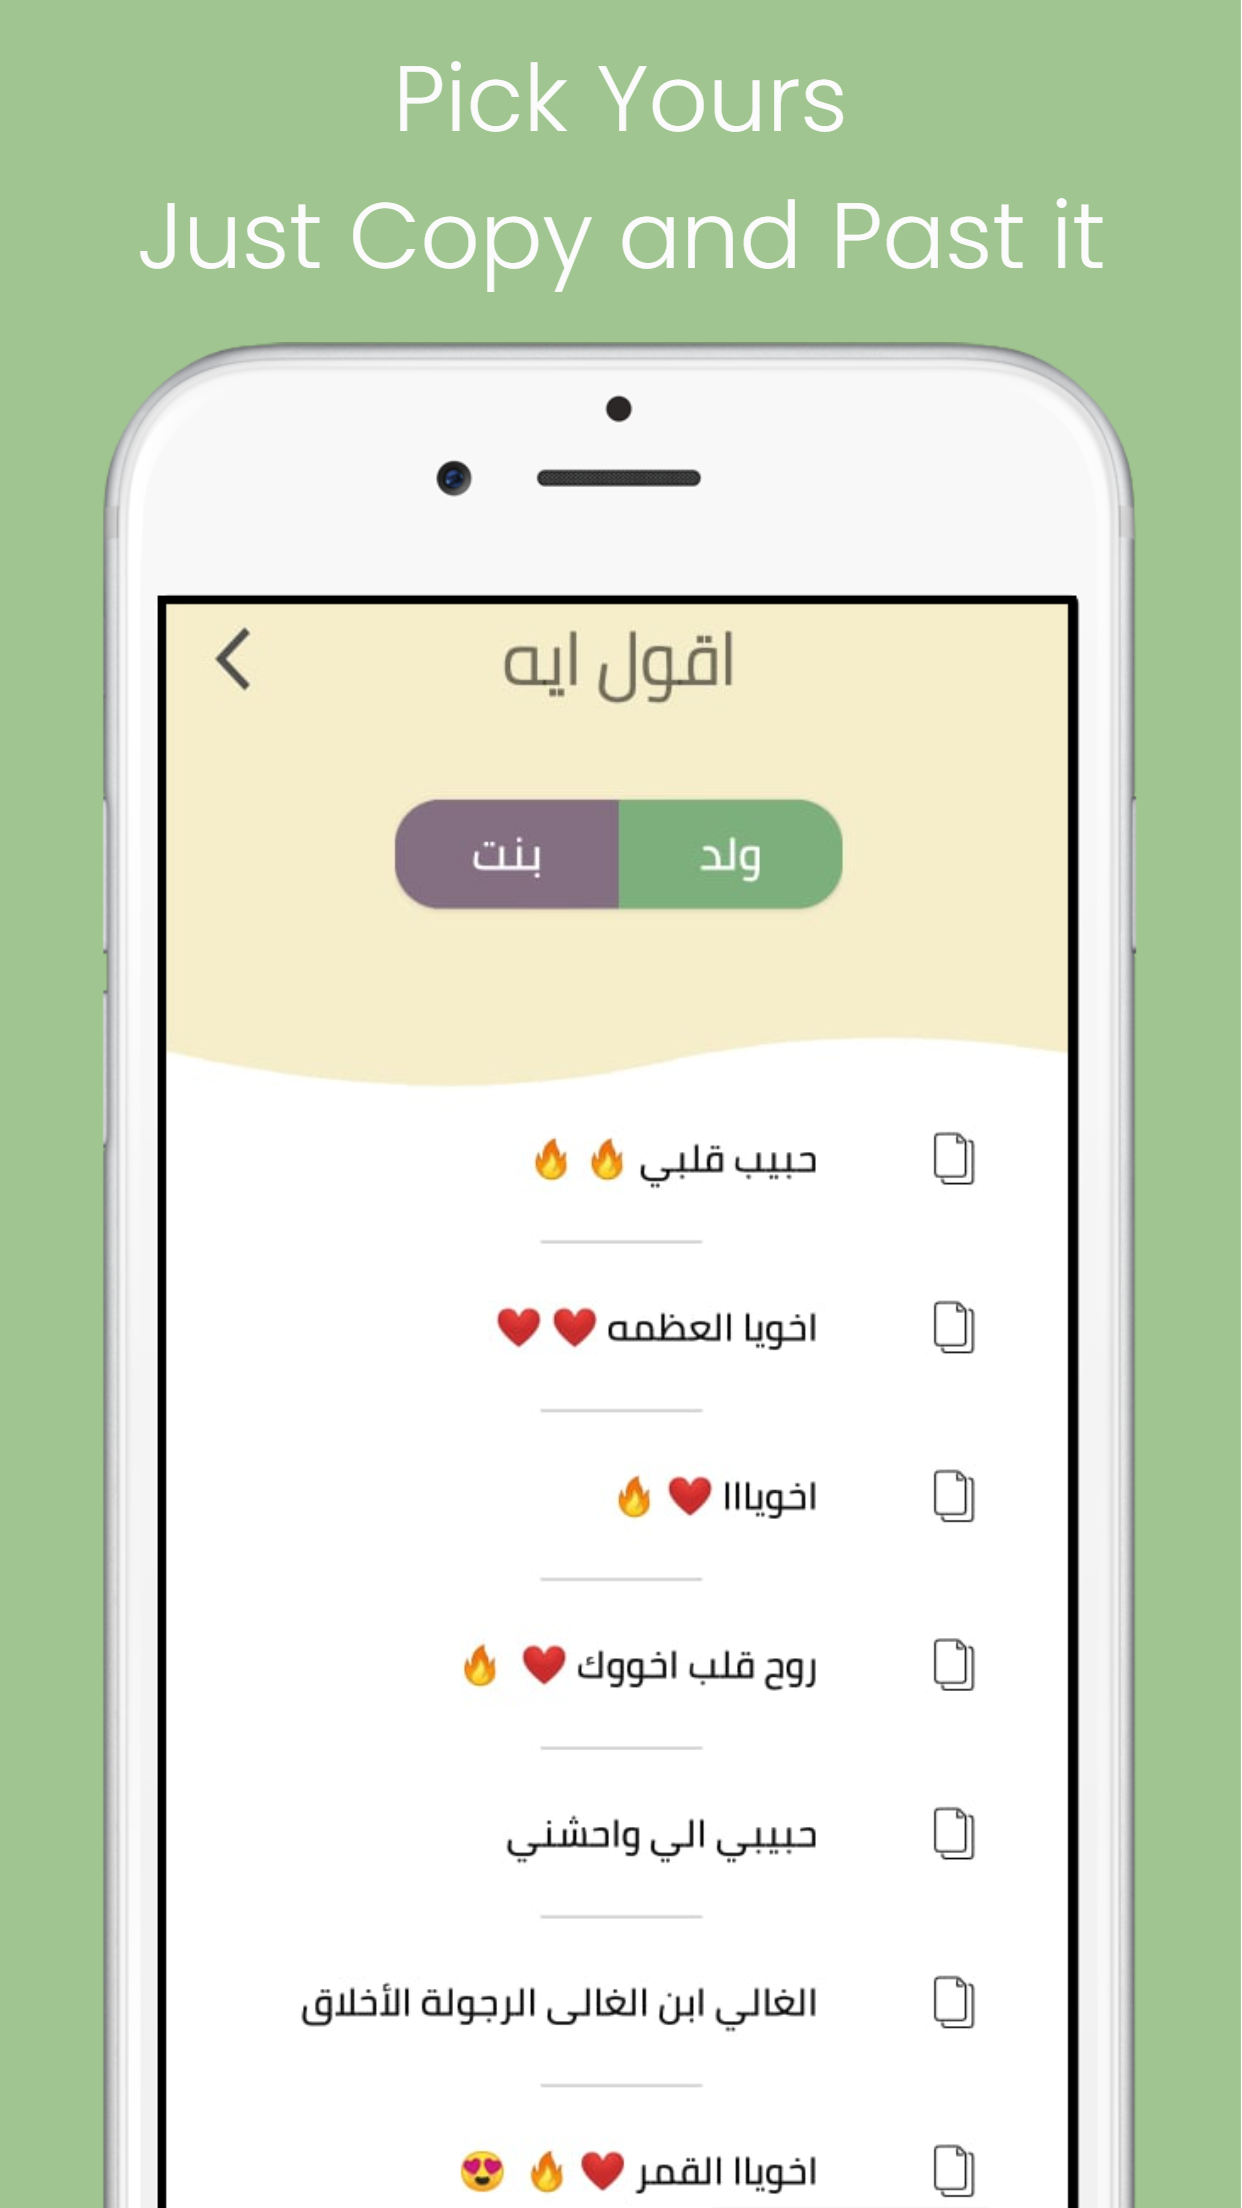 Pick Yours
Just Copy and Past it
اقول ايه
ولد
بنت
حبيب قلبي 🔥 🔥
اخويا العظمه ❤️ ❤️
اخويااا ❤️ 🔥
روح قلب اخووك ❤️ 🔥
حبيبي الي واحشني
الغالي ابن الغالى الرجولة الأخلاق
اخوياا القمر ❤️ 🔥 😍